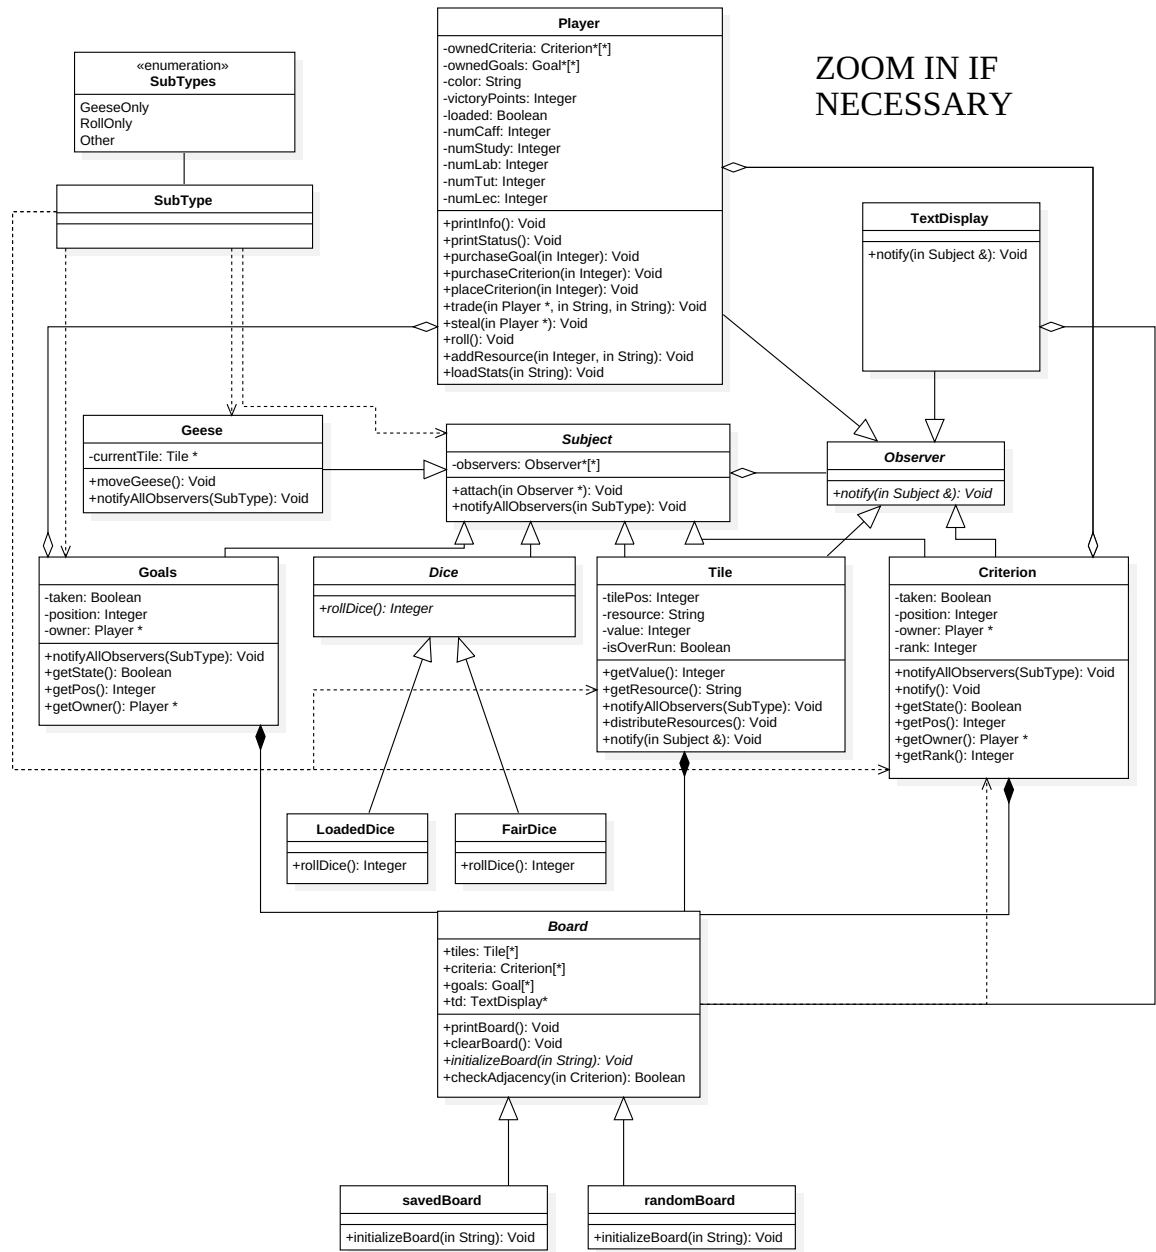 Player
-ownedCriteria: Criterion*[*]
-ownedGoals: Goal*[*]
-color: String
-victoryPoints: Integer
-loaded: Boolean
-numCaff: Integer
-numStudy: Integer
-numLab: Integer
-numTut: Integer
-numLec: Integer
+printInfo(): Void
+printStatus(): Void
+purchaseGoal(in Integer): Void
+purchaseCriterion(in Integer): Void
+placeCriterion(in Integer): Void
+trade(in Player *, in String, in String): Void
+steal(in Player *): Void
+roll(): Void
+addResource(in Integer, in String): Void
+loadStats(in String): Void
ZOOM IN IF
NECESSARY
«enumeration»
SubTypes
GeeseOnly
RollOnly
Other
SubType
TextDisplay
+notify(in Subject &): Void
Geese
-currentTile: Tile *
+moveGeese(): Void
+notifyAllObservers(SubType): Void
Subject
-observers: Observer*[*]
+attach(in Observer *): Void
+notifyAllObservers(in SubType): Void
Observer
+notify(in Subject &): Void
Goals
-taken: Boolean
-position: Integer
-owner: Player *
+notifyAllObservers(SubType): Void
+getState(): Boolean
+getPos(): Integer
+getOwner(): Player *
Dice
+rollDice(): Integer
Tile
-tilePos: Integer
-resource: String
-value: Integer
-isOverRun: Boolean
+getValue(): Integer
+getResource(): String
+notifyAllObservers(SubType): Void
+distributeResources(): Void
+notify(in Subject &): Void
Criterion
-taken: Boolean
-position: Integer
-owner: Player *
-rank: Integer
+notifyAllObservers(SubType): Void
+notify(): Void
+getState(): Boolean
+getPos(): Integer
+getOwner(): Player *
+getRank(): Integer
LoadedDice
+rollDice(): Integer
FairDice
+rollDice(): Integer
Board
+tiles: Tile[*]
+criteria: Criterion[*]
+goals: Goal[*]
+td: TextDisplay*
+printBoard(): Void
+clearBoard(): Void
+initializeBoard(in String): Void
+checkAdjacency(in Criterion): Boolean
savedBoard
+initializeBoard(in String): Void
randomBoard
+initializeBoard(in String): Void